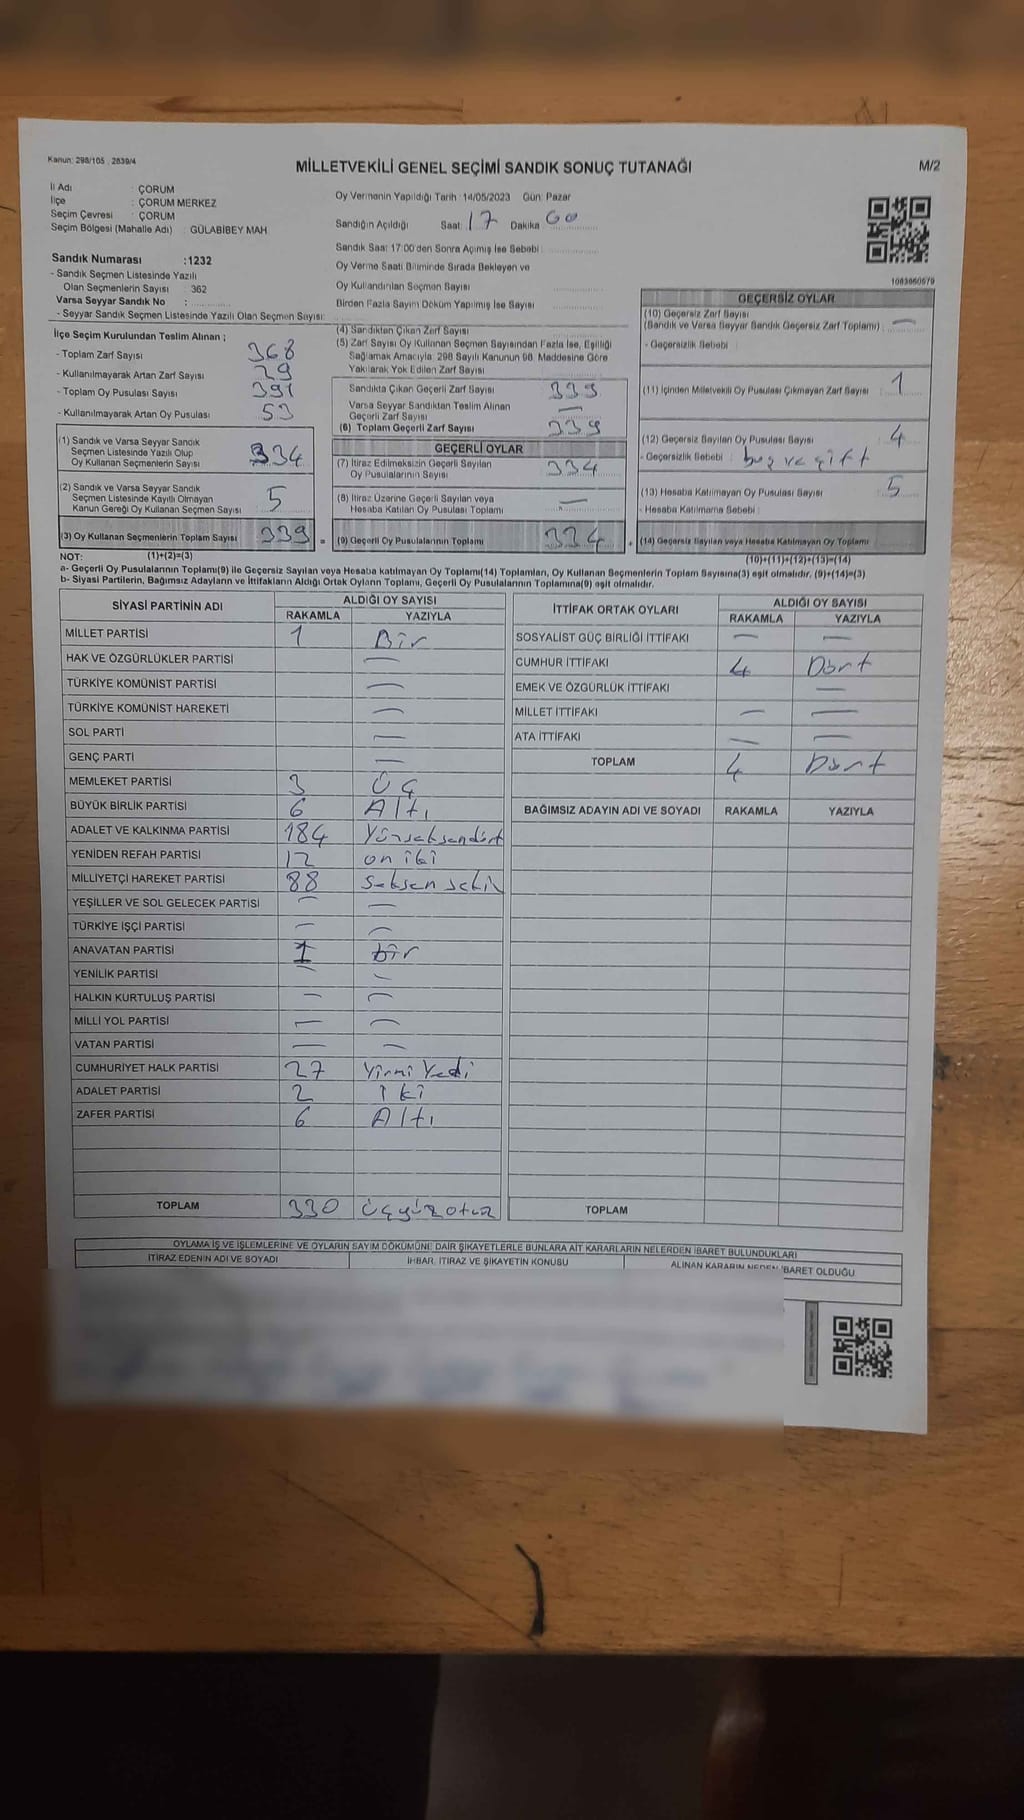 Kanun: 298/105 , 2839/4
MİLLETVEKİLİ GENEL SEÇİMİ SANDIK SONUÇ TUTANAĞI
M/2
İl Adı : ÇORUM
İlçe : ÇORUM MERKEZ
Seçim Çevresi : ÇORUM
Seçim Bölgesi (Mahalle Adı) : GÜLABİBEY MAH
Sandık Numarası :1232
- Sandık Seçmen Listesinde Yazılı
Olan Seçmenlerin Sayısı : 362
Varsa Seyyar Sandık No :
- Seyyar Sandık Seçmen Listesinde Yazılı Olan Seçmen Sayısı:
Oy Vermenin Yapıldığı Tarih : 14/05/2023 Gün: Pazar
Sandığın Açıldığı Saat: 17 Dakika 00
Sandık Saat 17:00'den Sonra Açımış İse Sebebi :
Oy Verme Saati Bitiminde Sırada Bekleyen ve
Oy Kullandırılan Seçmen Sayısı
Birden Fazla Sayım Döküm Yapılmış İse Sayısı
1083660679
İlçe Seçim Kurulundan Teslim Alınan ;
- Toplam Zarf Sayısı 368
- Kullanılmayarak Artan Zarf Sayısı 29
- Toplam Oy Pusulası Sayısı 391
- Kullanılmayarak Artan Oy Pusulası 53
(1) Sandık ve Varsa Seyyar Sandık
Seçmen Listesinde Yazılı Olup
Oy Kullanan Seçmenlerin Sayısı 334
(2) Sandık ve Varsa Seyyar Sandık
Seçmen Listesinde Kayıtlı Olmayan
Kanun Gereği Oy Kullanan Seçmen Sayısı 5
(3) Oy Kullanan Seçmenlerin Toplam Sayısı 339 =
(4) Sandıktan Çıkan Zarf Sayısı
(5) Zarf Sayısı Oy Kullanan Seçmen Sayısından Fazla İse, Eşitliği
Sağlamak Amacıyla: 298 Sayılı Kanunun 98. Maddesine Göre
Yakılarak Yok Edilen Zarf Sayısı
Sandıkta Çıkan Geçerli Zarf Sayısı 339
Varsa Seyyar Sandıktan Teslim Alınan
Geçerli Zarf Sayısı —
(6) Toplam Geçerli Zarf Sayısı 339
GEÇERLİ OYLAR
(7) İtiraz Edilmeksizin Geçerli Sayılan
Oy Pusulalarının Sayısı 334
(8) İtiraz Üzerine Geçerli Sayılan veya
Hesaba Katılan Oy Pusulası Toplamı —
(9) Geçerli Oy Pusulalarının Toplamı 334 +
GEÇERSİZ OYLAR
(10) Geçersiz Zarf Sayısı
(Sandık ve Varsa Seyyar Sandık Geçersiz Zarf Toplamı) —
- Geçersizlik Sebebi :
(11) İçinden Milletvekili Oy Pusulası Çıkmayan Zarf Sayısı 1
(12) Geçersiz Sayılan Oy Pusulası Sayısı 4
- Geçersizlik Sebebi : boş ve çift
(13) Hesaba Katılmayan Oy Pusulası Sayısı 5
- Hesaba Katılmama Sebebi :
(14) Geçersiz Sayılan veya Hesaba Katılmayan Oy Toplamı
NOT: (1)+(2)=(3)
(10)+(11)+(12)+(13)=(14)
a- Geçerli Oy Pusulalarının Toplamı(9) ile Geçersiz Sayılan veya Hesaba katılmayan Oy Toplamı(14) Toplamları, Oy Kullanan Seçmenlerin Toplam Sayısına(3) eşit olmalıdır. (9)+(14)=(3)
b- Siyasi Partilerin, Bağımsız Adayların ve İttifakların Aldığı Ortak Oyların Toplamı, Geçerli Oy Pusulalarının Toplamına(9) eşit olmalıdır.
SİYASİ PARTİNİN ADI ALDIĞI OY SAYISI
RAKAMLA YAZIYLA
MİLLET PARTİSİ 1 Bir
HAK VE ÖZGÜRLÜKLER PARTİSİ —
TÜRKİYE KOMÜNİST PARTİSİ —
TÜRKİYE KOMÜNİST HAREKETİ —
SOL PARTİ —
GENÇ PARTİ —
MEMLEKET PARTİSİ 3 Üç
BÜYÜK BİRLİK PARTİSİ 6 Altı
ADALET VE KALKINMA PARTİSİ 184 Yüzseksendört
YENİDEN REFAH PARTİSİ 12 on iki
MİLLİYETÇİ HAREKET PARTİSİ 88 Seksen sekiz
YEŞİLLER VE SOL GELECEK PARTİSİ — —
TÜRKİYE İŞÇİ PARTİSİ — —
ANAVATAN PARTİSİ 1 bir
YENİLİK PARTİSİ — —
HALKIN KURTULUŞ PARTİSİ — —
MİLLİ YOL PARTİSİ — —
VATAN PARTİSİ — —
CUMHURİYET HALK PARTİSİ 27 Yirmi Yedi
ADALET PARTİSİ 2 iki
ZAFER PARTİSİ 6 Altı
TOPLAM 330 Üçyüz otuz
İTTİFAK ORTAK OYLARI ALDIĞI OY SAYISI
RAKAMLA YAZIYLA
SOSYALİST GÜÇ BİRLİĞİ İTTİFAKI — —
CUMHUR İTTİFAKI 4 Dört
EMEK VE ÖZGÜRLÜK İTTİFAKI —
MİLLET İTTİFAKI — —
ATA İTTİFAKI — —
TOPLAM 4 Dört
BAĞIMSIZ ADAYIN ADI VE SOYADI RAKAMLA YAZIYLA
TOPLAM
OYLAMA İŞ VE İŞLEMLERİNE VE OYLARIN SAYIM DÖKÜMÜNE DAİR ŞİKAYETLERLE BUNLARA AİT KARARLARIN NELERDEN İBARET BULUNDUKLARI
İTİRAZ EDENİN ADI VE SOYADI İHBAR, İTİRAZ VE ŞİKAYETİN KONUSU ALINAN KARARIN NEDEN İBARET OLDUĞU